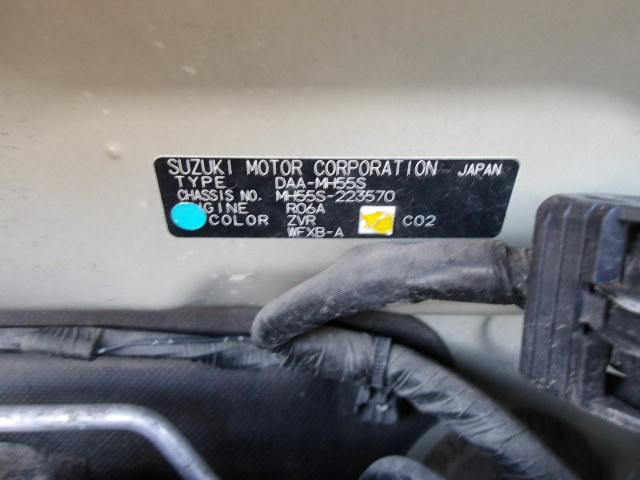 SUZUKI MOTOR CORPORATION JAPAN
TYPE DAA-MH55S
CHASSIS NO. MH55S-223570
ENGINE R06A
COLOR ZVR C02
WFXB-A